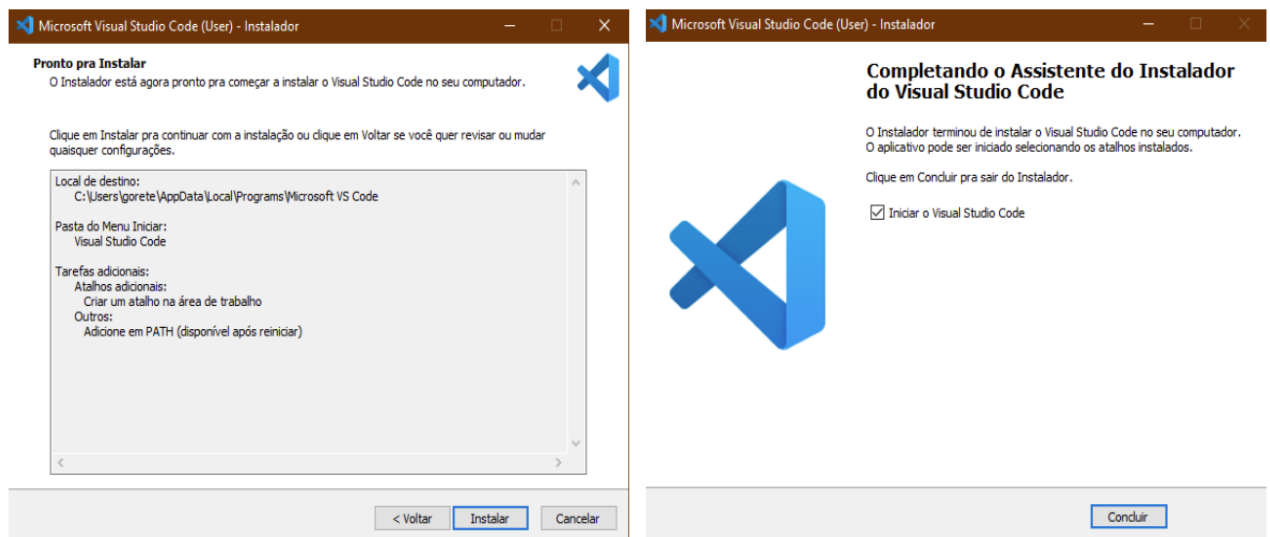 Microsoft Visual Studio Code (User) - Instalador
Pronto pra Instalar
O Instalador está agora pronto pra começar a instalar o Visual Studio Code no seu computador.
Clique em Instalar pra continuar com a instalação ou clique em Voltar se você quer revisar ou mudar
quaisquer configurações.
Local de destino:
C:\Users\gorete\AppData\Local\Programs\Microsoft VS Code
Pasta do Menu Iniciar:
Visual Studio Code
Tarefas adicionais:
Atalhos adicionais:
Criar um atalho na área de trabalho
Outros:
Adicione em PATH (disponível após reiniciar)
< Voltar
Instalar
Cancelar
Microsoft Visual Studio Code (User) - Instalador
Completando o Assistente do Instalador
do Visual Studio Code
O Instalador terminou de instalar o Visual Studio Code no seu computador.
O aplicativo pode ser iniciado selecionando os atalhos instalados.
Clique em Concluir pra sair do Instalador.
Iniciar o Visual Studio Code
Concluir